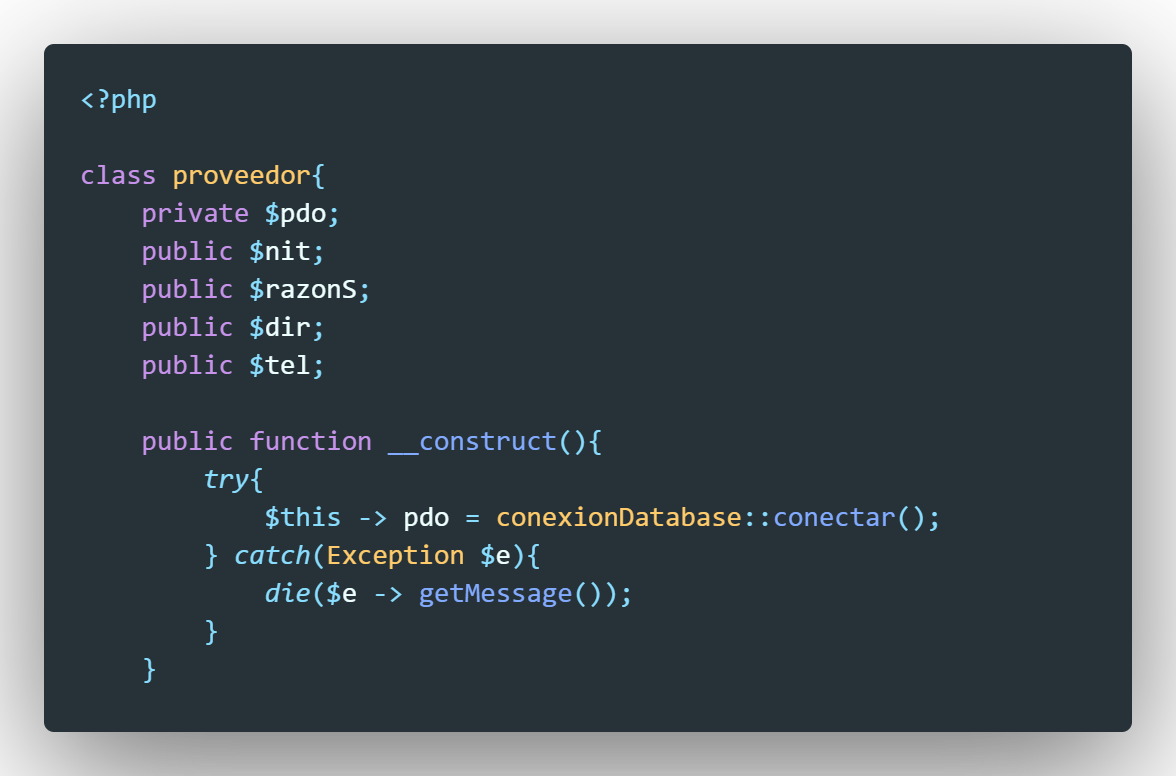 <?php
class proveedor{
private $pdo;
public $nit;
public $razonS;
public $dir;
public $tel;
public function __construct(){
try{
$this -> pdo = conexionDatabase::conectar();
} catch(Exception $e){
die($e -> getMessage());
}
}